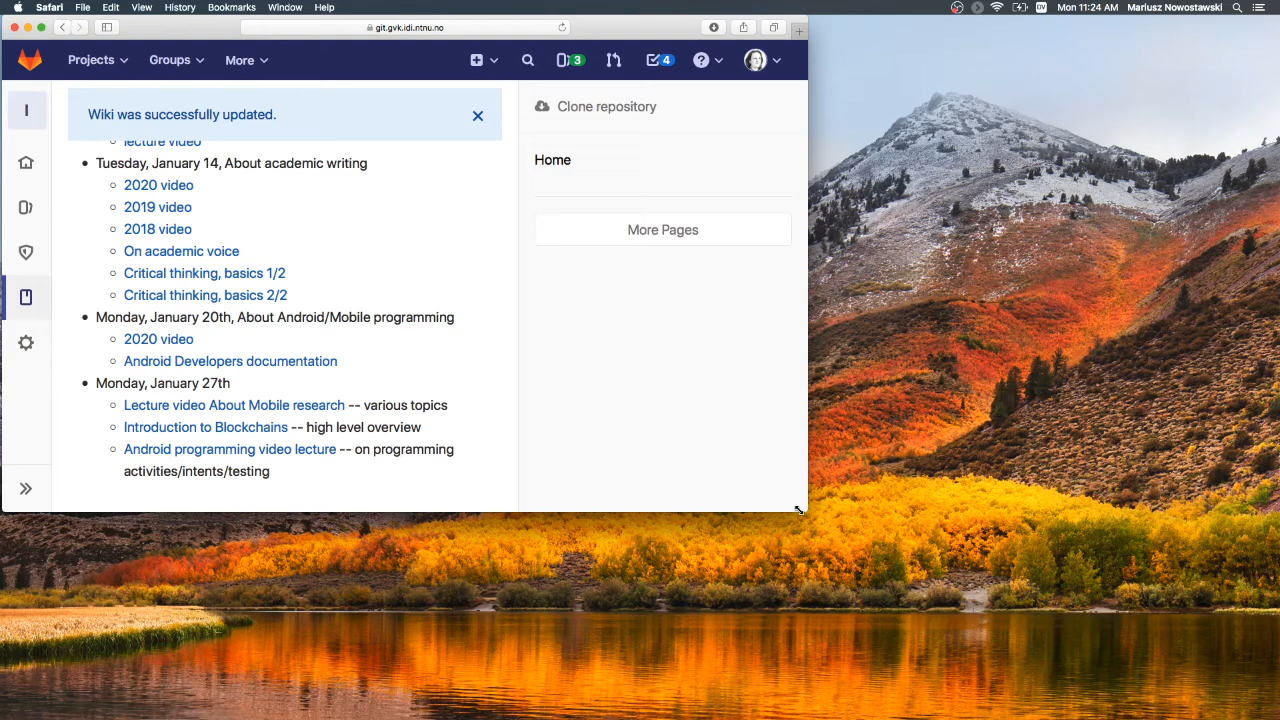 Safari File Edit View History Bookmarks Window Help
DV Mon 11:24 AM Mariusz Nowostawski
git.gvk.idi.ntnu.no
Projects Groups More
3
4
I
Wiki was successfully updated.
lecture video
• Tuesday, January 14, About academic writing
○ 2020 video
○ 2019 video
○ 2018 video
○ On academic voice
○ Critical thinking, basics 1/2
○ Critical thinking, basics 2/2
• Monday, January 20th, About Android/Mobile programming
○ 2020 video
○ Android Developers documentation
• Monday, January 27th
○ Lecture video About Mobile research -- various topics
○ Introduction to Blockchains -- high level overview
○ Android programming video lecture -- on programming
activities/intents/testing
Clone repository
Home
More Pages